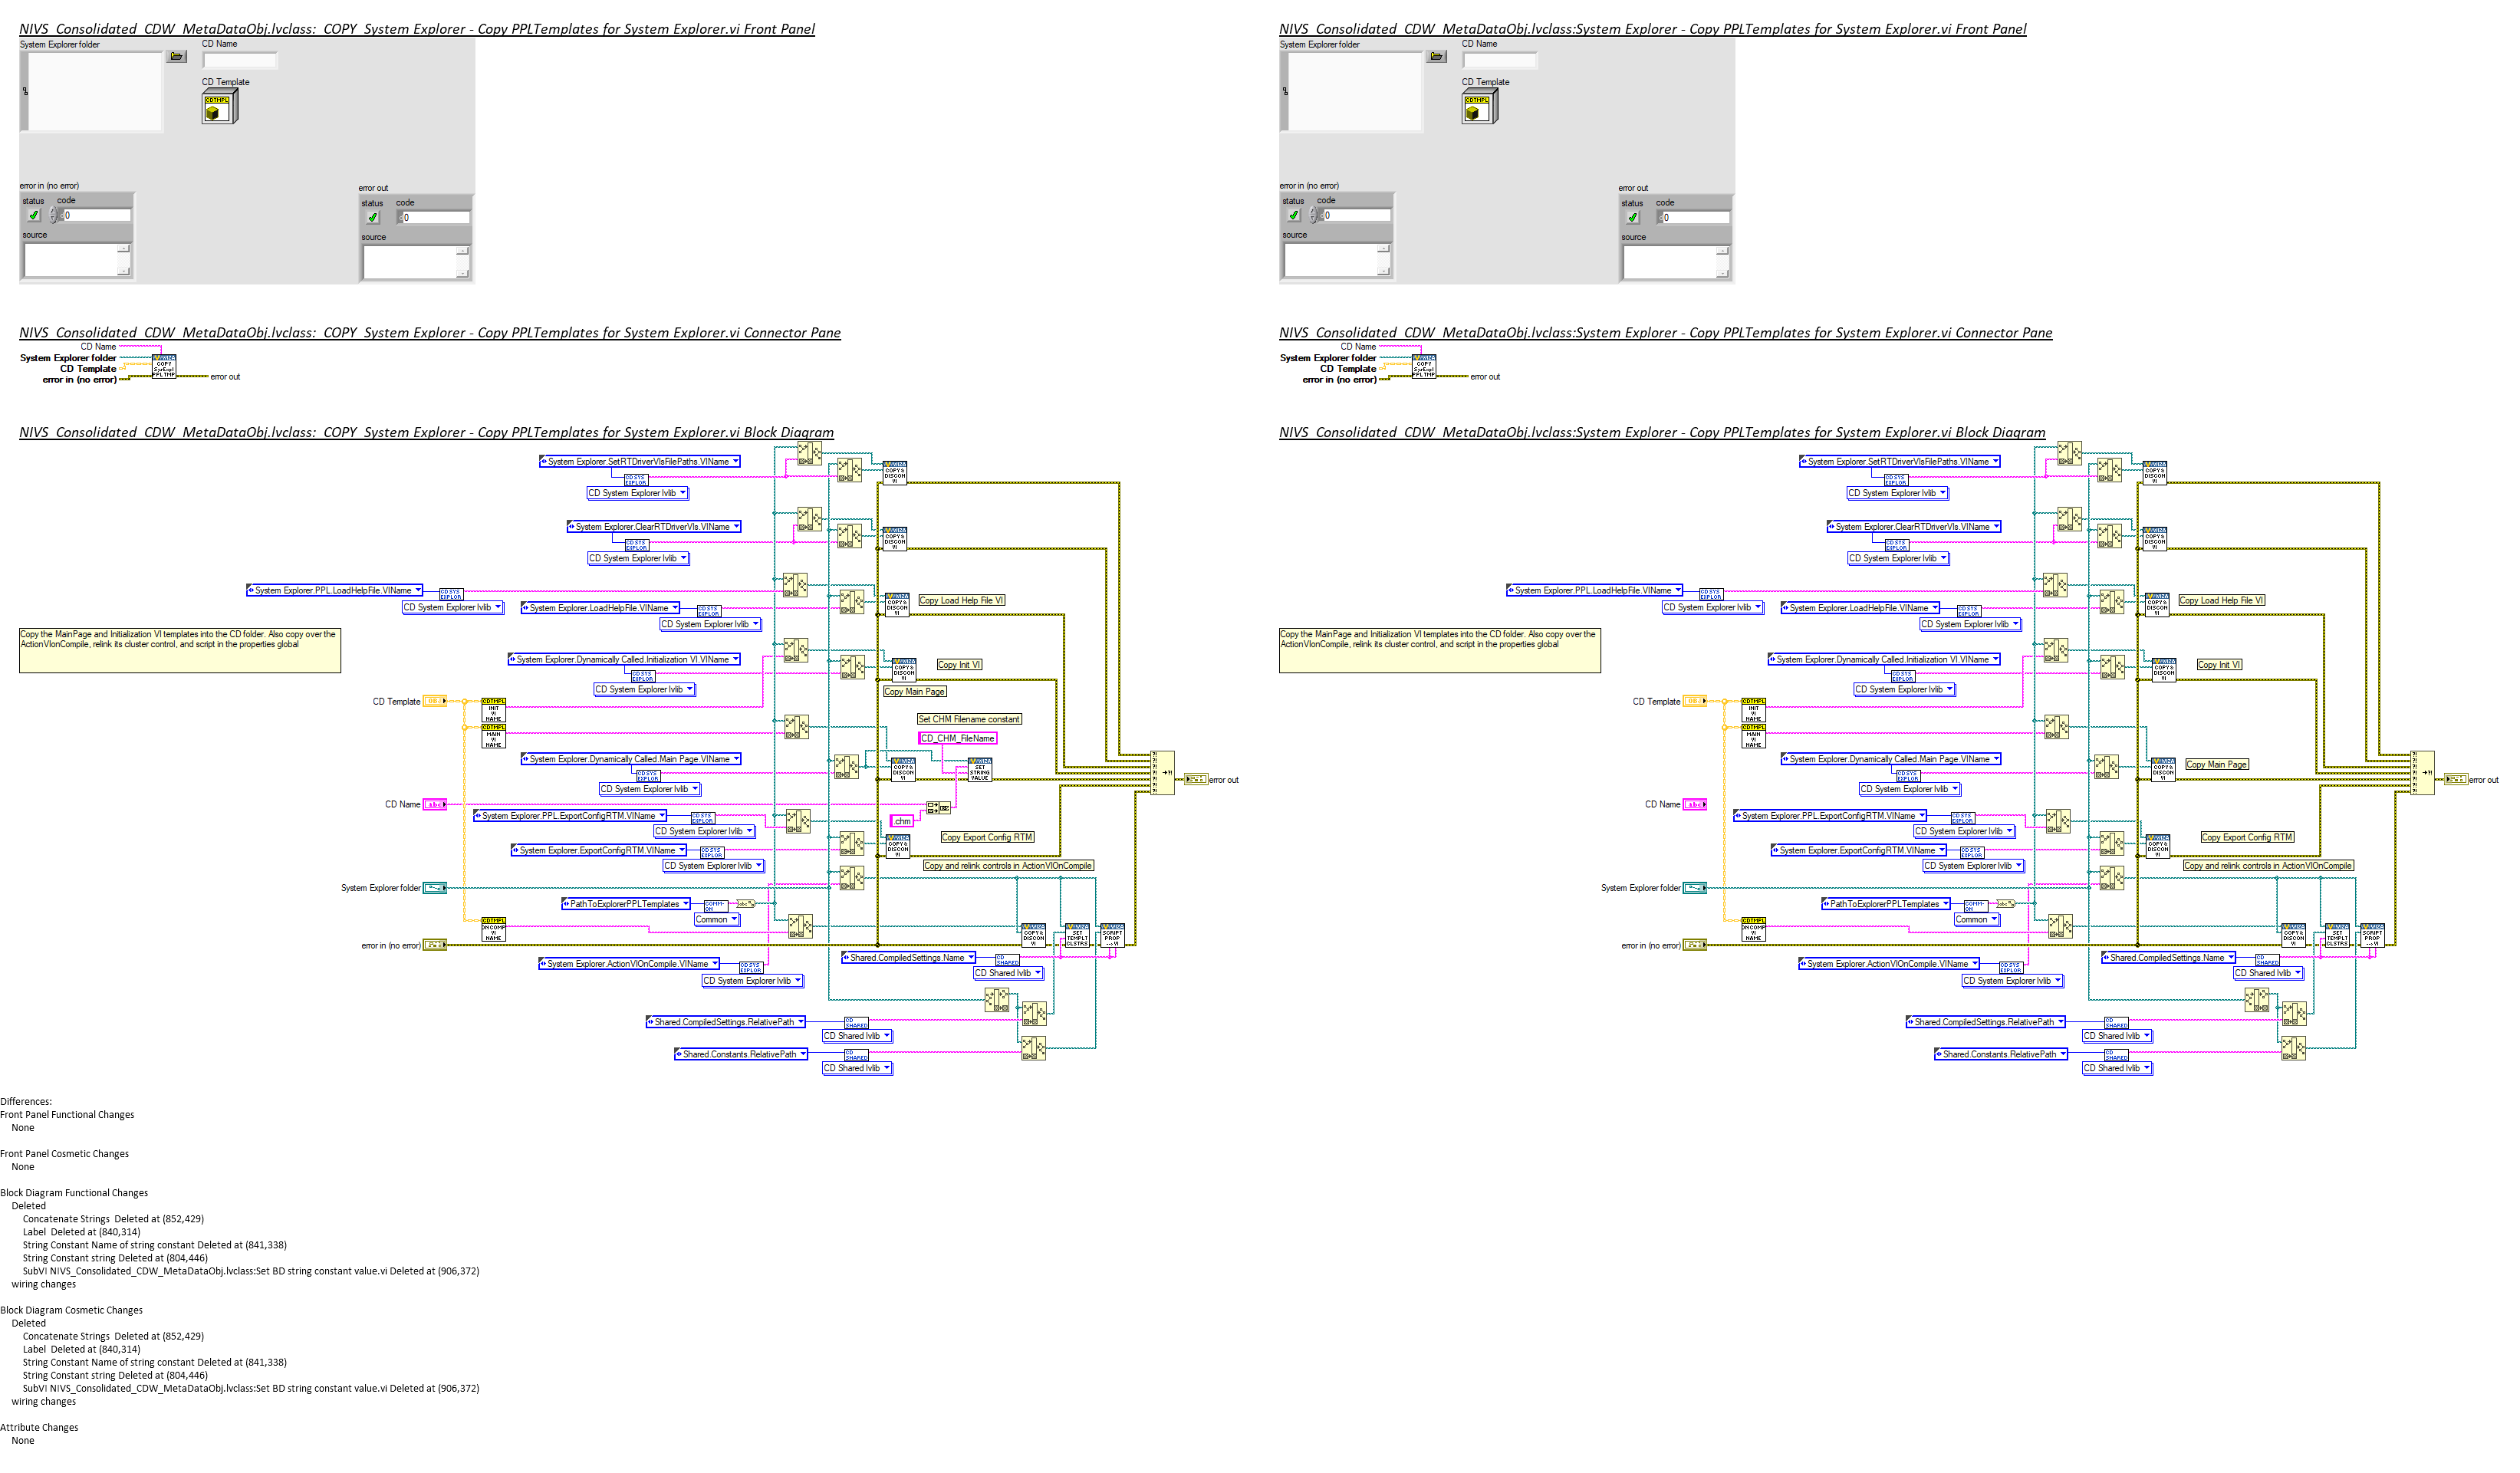 NIVS_Consolidated_CDW_MetaDataObj.lvclass:_COPY_System Explorer - Copy PPLTemplates for System Explorer.vi Front Panel
System Explorer folder
CD Name
CD Template
CDTMPL
error in (no error)
status
code
0
source
error out
status
code
0
source
NIVS_Consolidated_CDW_MetaDataObj.lvclass:_COPY_System Explorer - Copy PPLTemplates for System Explorer.vi Connector Pane
CD Name
System Explorer folder
CD Template
error in (no error)
error out
NIVS_Consolidated_CDW_MetaDataObj.lvclass:_COPY_System Explorer - Copy PPLTemplates for System Explorer.vi Block Diagram
System Explorer.SetRTDriverVIsFilePaths.VIName
CD System Explorer lvlib
System Explorer.ClearRTDriverVIs.VIName
CD System Explorer lvlib
System Explorer.PPL.LoadHelpFile.VIName
CD System Explorer lvlib
System Explorer.LoadHelpFile.VIName
CD System Explorer lvlib
Copy Load Help File VI
Copy the MainPage and Initialization VI templates into the CD folder. Also copy over the
ActionVIonCompile, relink its cluster control, and script in the properties global
System Explorer.Dynamically Called.Initialization VI.VIName
CD System Explorer lvlib
Copy Init VI
Copy Main Page
CD Template
CDTMPL
INIT
VI
NAME
CDTMPL
MAIN
VI
NAME
Set CHM Filename constant
CD_CHM_FileName
System Explorer.Dynamically Called.Main Page.VIName
CD System Explorer lvlib
SET
STRING
VALUE
error out
CD Name
System Explorer.PPL.ExportConfigRTM.VIName
CD System Explorer lvlib
.chm
Copy Export Config RTM
System Explorer.ExportConfigRTM.VIName
CD System Explorer lvlib
Copy and relink controls in ActionVIOnCompile
System Explorer folder
PathToExplorerPPLTemplates
Common
error in (no error)
System Explorer.ActionVIOnCompile.VIName
CD System Explorer lvlib
Shared.CompiledSettings.Name
CD Shared lvlib
Shared.CompiledSettings.RelativePath
CD Shared lvlib
Shared.Constants.RelativePath
CD Shared lvlib
NIVS_Consolidated_CDW_MetaDataObj.lvclass:System Explorer - Copy PPLTemplates for System Explorer.vi Front Panel
System Explorer folder
CD Name
CD Template
CDTMPL
error in (no error)
status
code
0
source
error out
status
code
0
source
NIVS_Consolidated_CDW_MetaDataObj.lvclass:System Explorer - Copy PPLTemplates for System Explorer.vi Connector Pane
CD Name
System Explorer folder
CD Template
error in (no error)
error out
NIVS_Consolidated_CDW_MetaDataObj.lvclass:System Explorer - Copy PPLTemplates for System Explorer.vi Block Diagram
System Explorer.SetRTDriverVIsFilePaths.VIName
CD System Explorer lvlib
System Explorer.ClearRTDriverVIs.VIName
CD System Explorer lvlib
System Explorer.PPL.LoadHelpFile.VIName
CD System Explorer lvlib
System Explorer.LoadHelpFile.VIName
CD System Explorer lvlib
Copy Load Help File VI
Copy the MainPage and Initialization VI templates into the CD folder. Also copy over the
ActionVIonCompile, relink its cluster control, and script in the properties global
System Explorer.Dynamically Called.Initialization VI.VIName
CD System Explorer lvlib
Copy Init VI
CD Template
CDTMPL
INIT
VI
NAME
CDTMPL
MAIN
VI
NAME
System Explorer.Dynamically Called.Main Page.VIName
CD System Explorer lvlib
Copy Main Page
error out
CD Name
System Explorer.PPL.ExportConfigRTM.VIName
CD System Explorer lvlib
Copy Export Config RTM
System Explorer.ExportConfigRTM.VIName
CD System Explorer lvlib
Copy and relink controls in ActionVIOnCompile
System Explorer folder
PathToExplorerPPLTemplates
Common
error in (no error)
System Explorer.ActionVIOnCompile.VIName
CD System Explorer lvlib
Shared.CompiledSettings.Name
CD Shared lvlib
Shared.CompiledSettings.RelativePath
CD Shared lvlib
Shared.Constants.RelativePath
CD Shared lvlib
Differences:
Front Panel Functional Changes
None
Front Panel Cosmetic Changes
None
Block Diagram Functional Changes
Deleted
Concatenate Strings  Deleted at (852,429)
Label  Deleted at (840,314)
String Constant Name of string constant Deleted at (841,338)
String Constant string Deleted at (804,446)
SubVI NIVS_Consolidated_CDW_MetaDataObj.lvclass:Set BD string constant value.vi Deleted at (906,372)
wiring changes
Block Diagram Cosmetic Changes
Deleted
Concatenate Strings  Deleted at (852,429)
Label  Deleted at (840,314)
String Constant Name of string constant Deleted at (841,338)
String Constant string Deleted at (804,446)
SubVI NIVS_Consolidated_CDW_MetaDataObj.lvclass:Set BD string constant value.vi Deleted at (906,372)
wiring changes
Attribute Changes
None